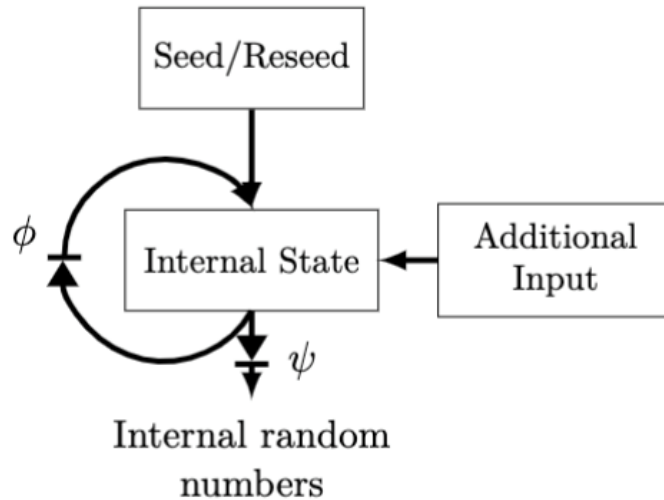 Seed/Reseed
ϕ
Internal State
Additional
Input
ψ
Internal random
numbers